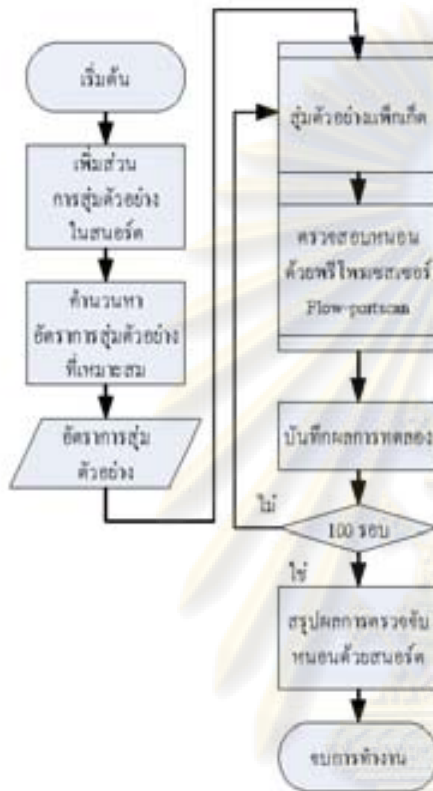 เริ่มต้น
เพิ่มส่วน
การสุ่มตัวอย่าง
ในสนอร์ต
คำนวนหา
อัตราการสุ่มตัวอย่าง
ที่เหมาะสม
อัตราการสุ่ม
ตัวอย่าง
สุ่มตัวอย่างแพ็กเก็ต
ตรวจสอบหนอน
ด้วยพรีโพรเซสเซอร์
Flow-portscan
บันทึกผลการทดลอง
ไม่
100 รอบ
ใช่
สรุปผลการตรวจจับ
หนอนด้วยสนอร์ต
จบการทำงาน